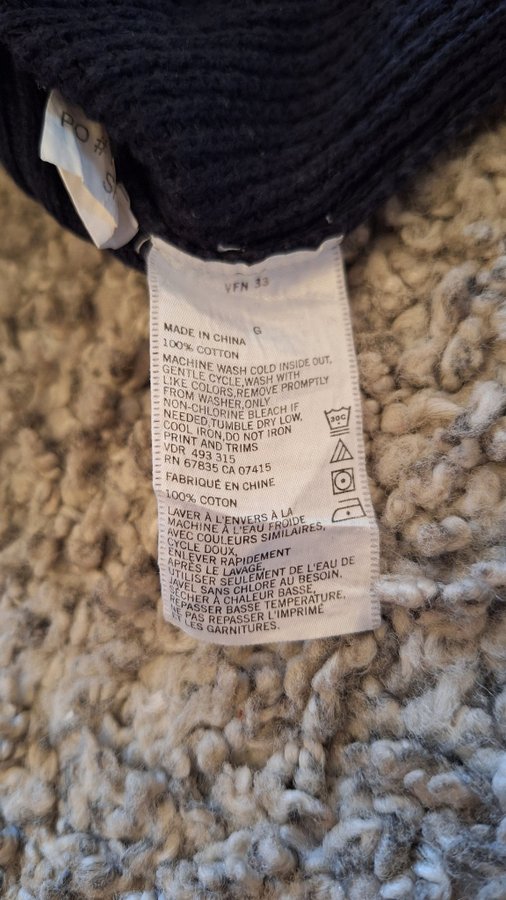 PO #
S
VFN 33
G
MADE IN CHINA
100% COTTON
MACHINE WASH COLD INSIDE OUT,
GENTLE CYCLE,WASH WITH
LIKE COLORS,REMOVE PROMPTLY
FROM WASHER,ONLY
NON-CHLORINE BLEACH IF
NEEDED,TUMBLE DRY LOW,
COOL IRON,DO NOT IRON
PRINT AND TRIMS
VDR 493 315
RN 67835 CA 07415
30C
FABRIQUÉ EN CHINE
100% COTON
LAVER À L'ENVERS À LA
MACHINE À L'EAU FROIDE
AVEC COULEURS SIMILAIRES,
CYCLE DOUX,
ENLEVER RAPIDEMENT
APRÈS LE LAVAGE,
UTILISER SEULEMENT DE L'EAU DE
JAVEL SANS CHLORE AU BESOIN,
SÉCHER À CHALEUR BASSE,
REPASSER BASSE TEMPÉRATURE,
NE PAS REPASSER L'IMPRIMÉ
ET LES GARNITURES.